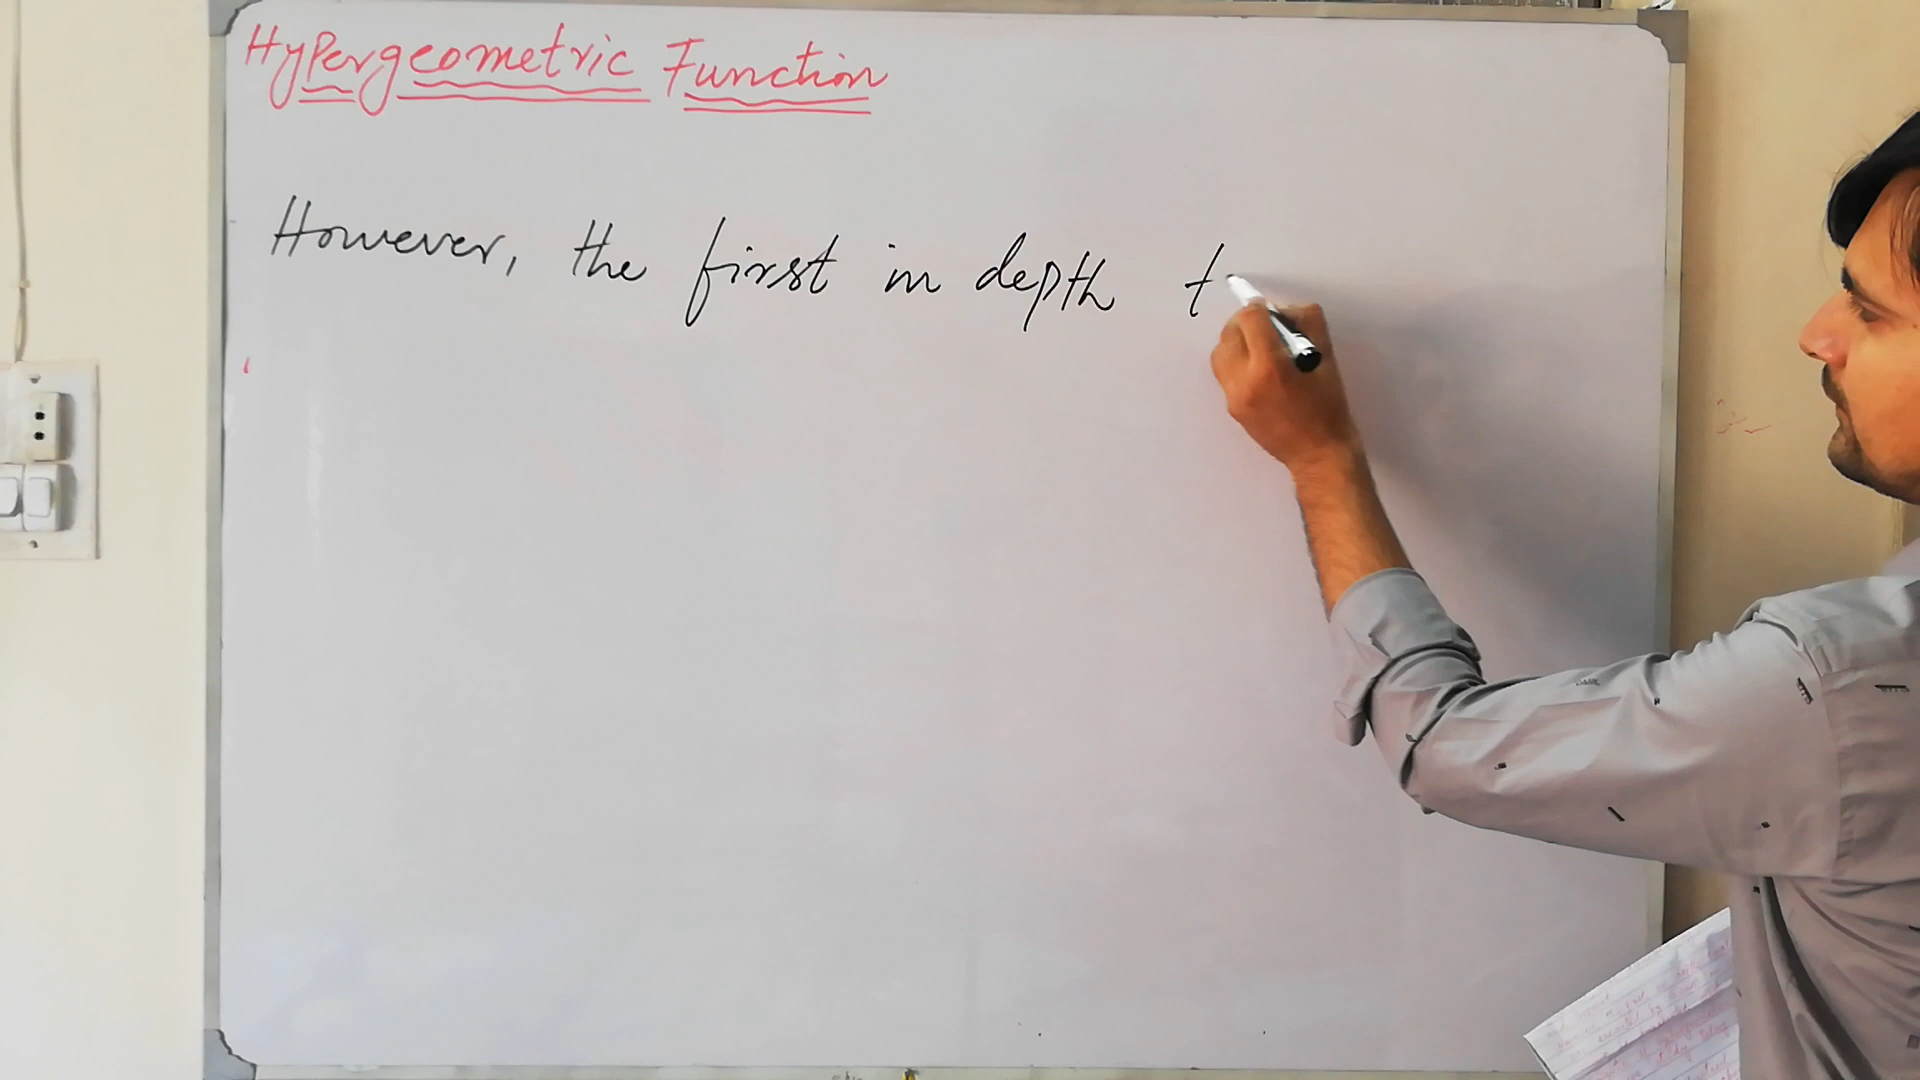 Hypergeometric Function
However, the first in depth t